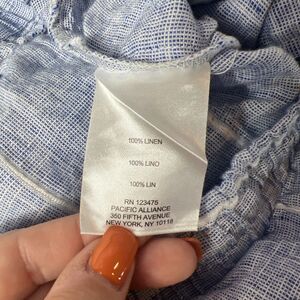 100% LINEN
100% LINO
100% LIN
RN 123475
PACIFIC ALLIANCE
350 FIFTH AVENUE
NEW YORK, NY 10118